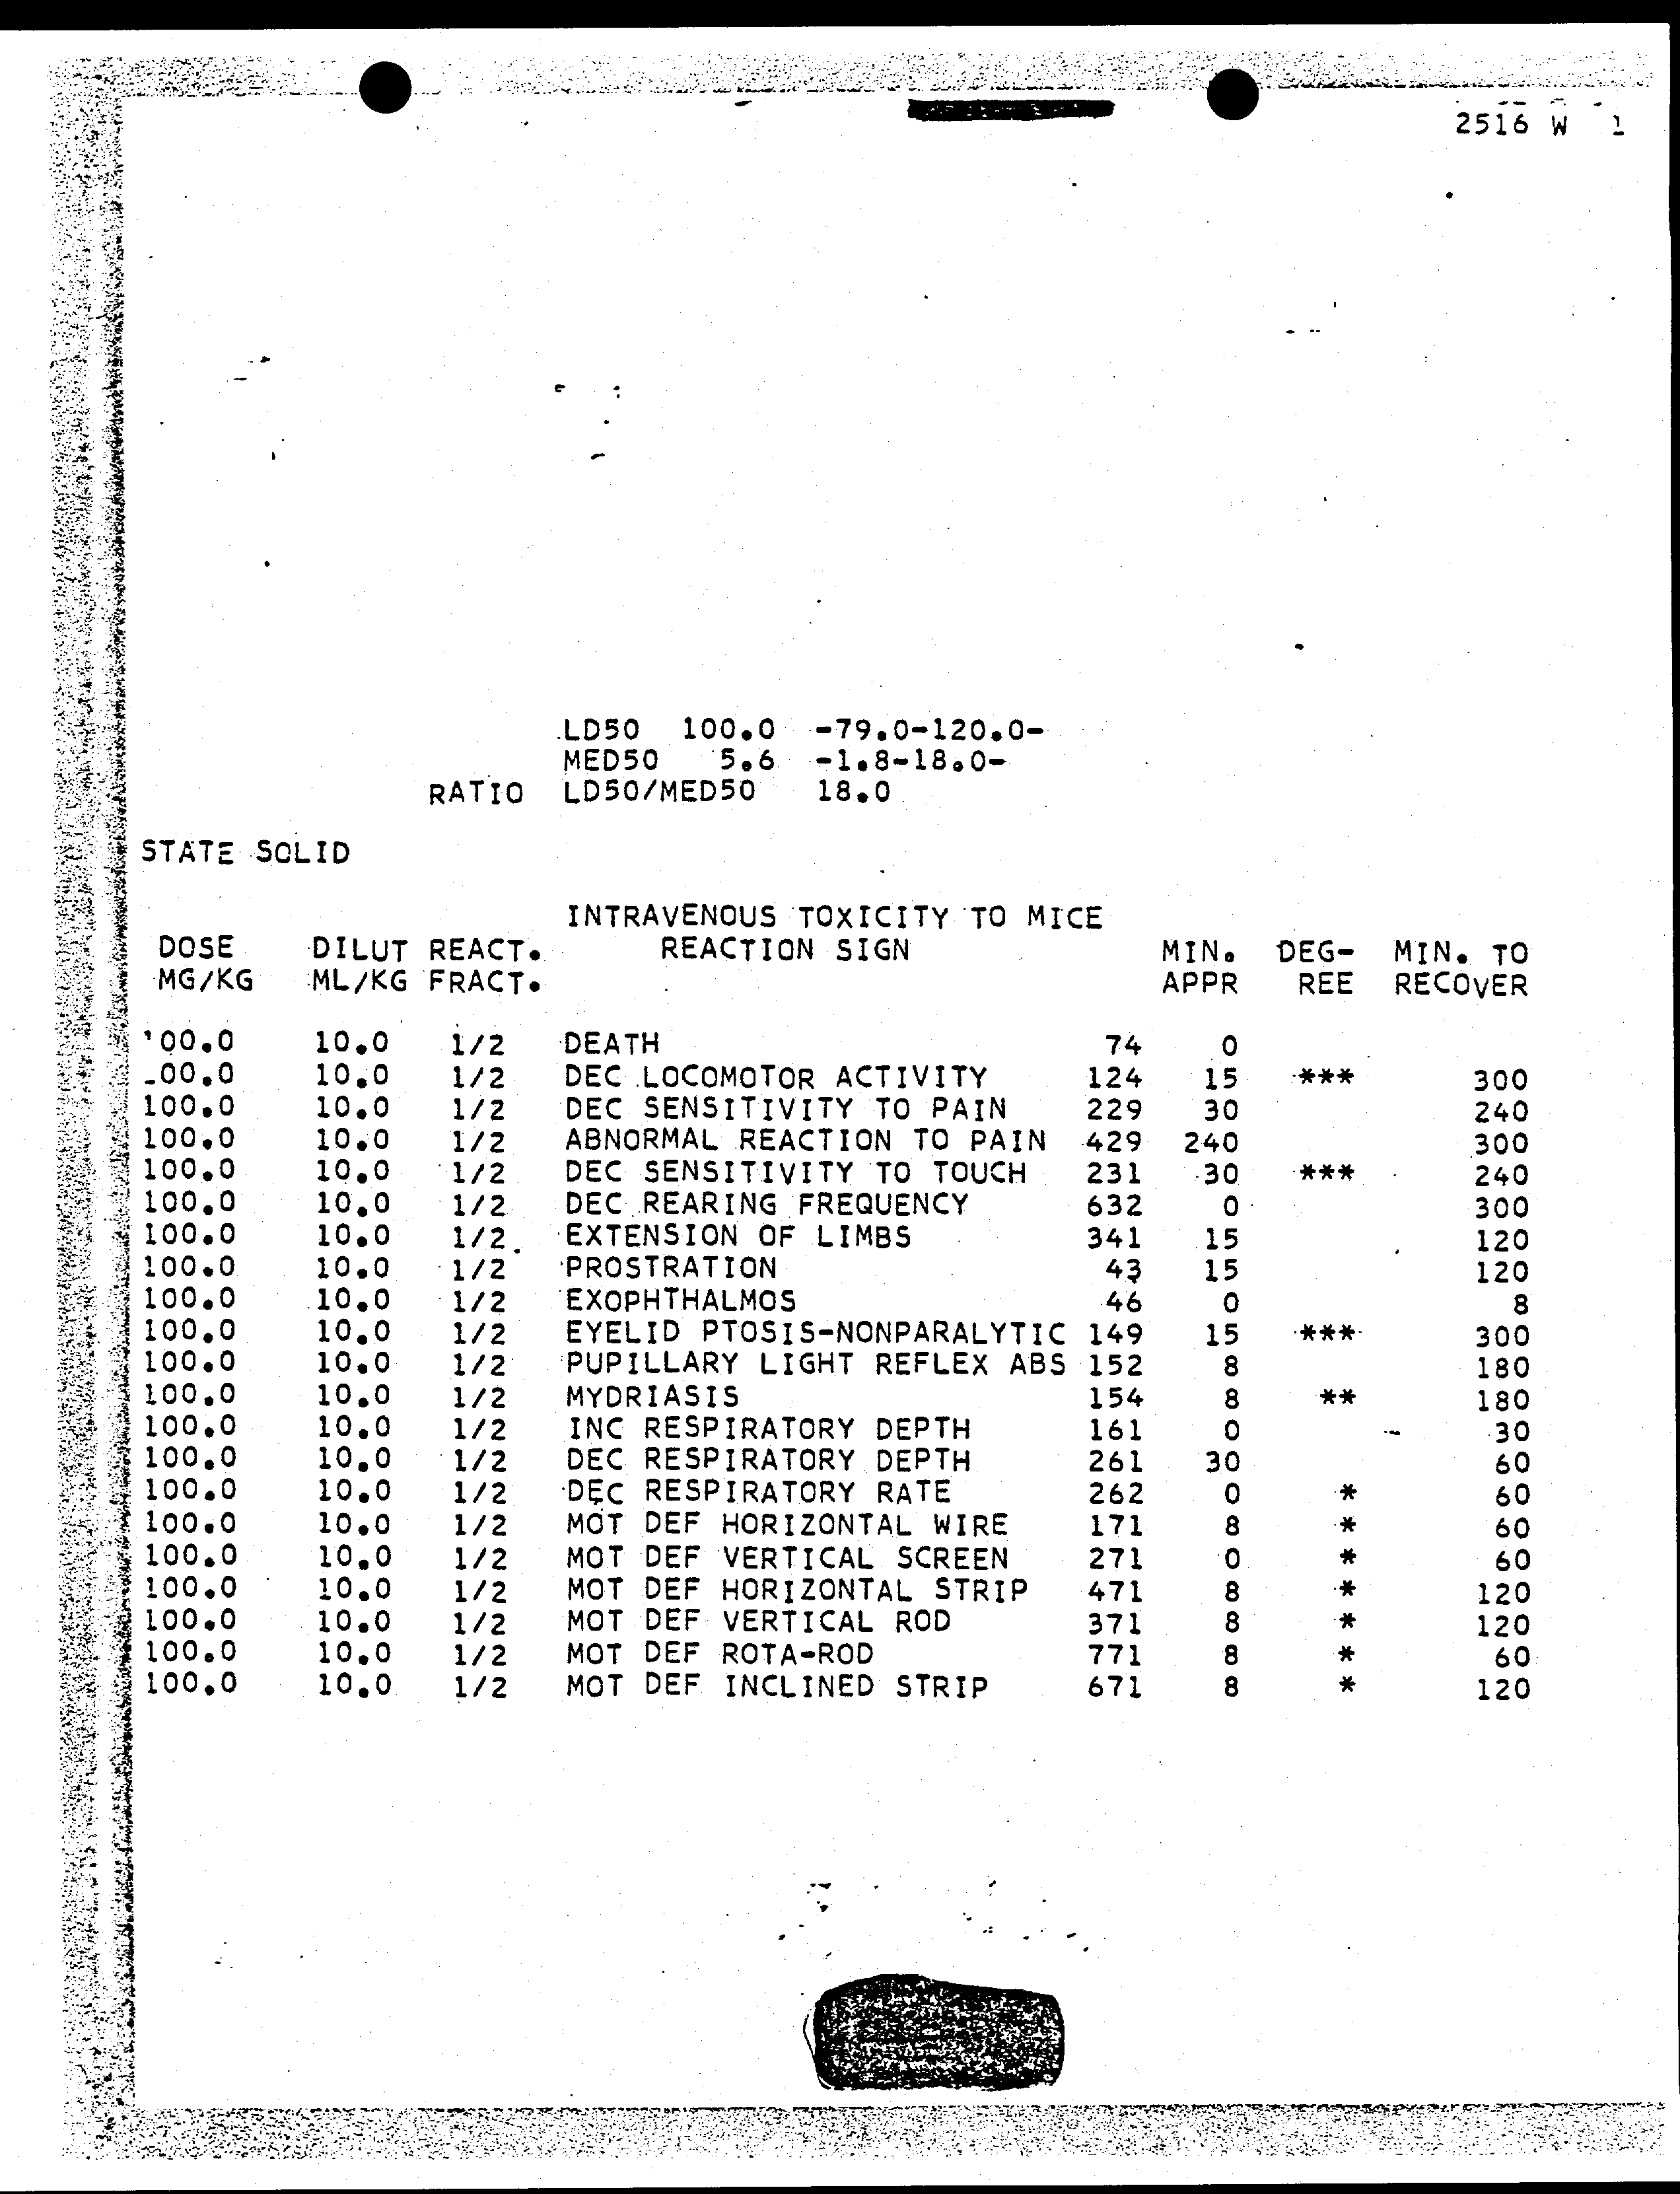 2516 W 1
LD50 100.0 -79.0-120.0-
MED50 5.6 -1.8-18.0-
RATIO LD50/MED50 18.0
STATE SOLID
INTRAVENOUS TOXICITY TO MICE
DOSE DILUT REACT. REACTION SIGN MIN. DEG- MIN. TO
MG/KG ML/KG FRACT. APPR REE RECOVER
00.0 10.0 1/2 DEATH 74 0
00.0 10.0 1/2 DEC LOCOMOTOR ACTIVITY 124 15 *** 300
100.0 10.0 1/2 DEC SENSITIVITY TO PAIN 229 30 240
100.0 10.0 1/2 ABNORMAL REACTION TO PAIN 429 240 300
100.0 10.0 1/2 DEC SENSITIVITY TO TOUCH 231 30 *** 240
100.0 10.0 1/2 DEC REARING FREQUENCY 632 0 300
100.0 10.0 1/2 EXTENSION OF LIMBS 341 15 120
100.0 10.0 1/2 PROSTRATION 43 15 120
100.0 10.0 1/2 EXOPHTHALMOS 46 0 8
100.0 10.0 1/2 EYELID PTOSIS-NONPARALYTIC 149 15 *** 300
100.0 10.0 1/2 PUPILLARY LIGHT REFLEX ABS 152 8 180
100.0 10.0 1/2 MYDRIASIS 154 8 ** 180
100.0 10.0 1/2 INC RESPIRATORY DEPTH 161 0 30
100.0 10.0 1/2 DEC RESPIRATORY DEPTH 261 30 60
100.0 10.0 1/2 DEC RESPIRATORY RATE 262 0 * 60
100.0 10.0 1/2 MOT DEF HORIZONTAL WIRE 171 8 * 60
100.0 10.0 1/2 MOT DEF VERTICAL SCREEN 271 0 * 60
100.0 10.0 1/2 MOT DEF HORIZONTAL STRIP 471 8 * 120
100.0 10.0 1/2 MOT DEF VERTICAL ROD 371 8 * 120
100.0 10.0 1/2 MOT DEF ROTA-ROD 771 8 * 60
100.0 10.0 1/2 MOT DEF INCLINED STRIP 671 8 * 120